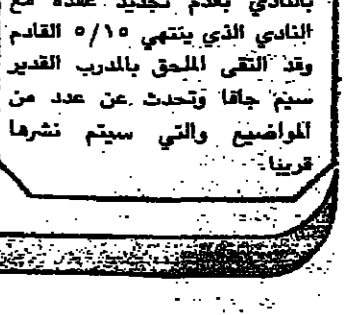 بالنادي بعدم تجديد عقده مع
النادي الذي ينتهي ٥/١٥ القادم
وقد التقى الملحق بالمدرب القدير
سيم جاقا وتحدث عن عدد من
المواضيع والتي سيتم نشرها
قريبا